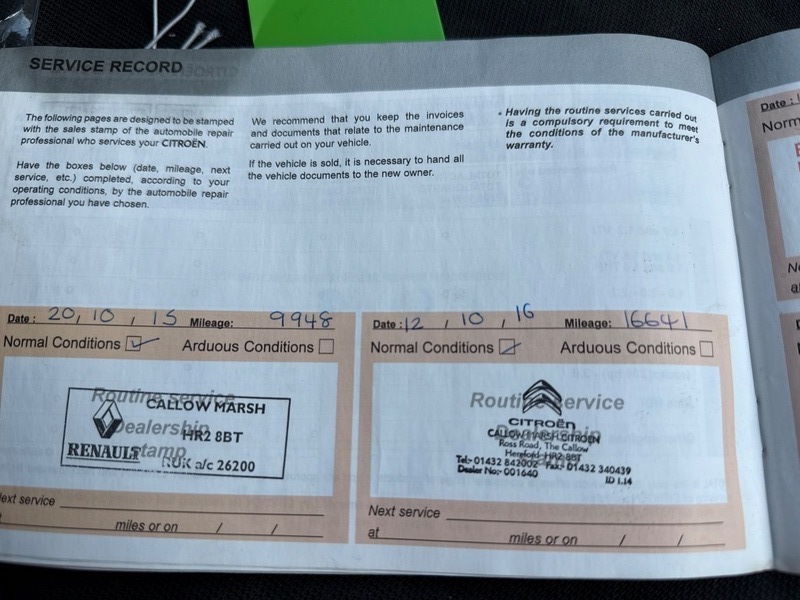 SERVICE RECORD
The following pages are designed to be stamped
with the sales stamp of the automobile repair
professional who services your CITROËN.
Have the boxes below (date, mileage, next
service, etc.) completed, according to your
operating conditions, by the automobile repair
professional you have chosen.
We recommend that you keep the invoices
and documents that relate to the maintenance
carried out on your vehicle.
If the vehicle is sold, it is necessary to hand all
the vehicle documents to the new owner.
• Having the routine services carried out
is a compulsory requirement to meet
the conditions of the manufacturer's
warranty.
Date : 20 , 10 , 15 Mileage: 9948
Normal Conditions Arduous Conditions
Routine service
Dealership
stamp
CALLOW MARSH
HR2 8BT
RENAULT
RUK a/c 26200
ext service
miles or on / /
Date : 12 , 10 , 16 Mileage: 16641
Normal Conditions Arduous Conditions
Routine service
Dealership
CITROËN
CALLOW MARSH CITROEN
Ross Road, The Callow
Hereford HR2 8BT
Tel:- 01432 842002 Fax:- 01432 340439
Dealer No:- 001640
ID 1.14
Next service
at miles or on / /
Date :
Norm